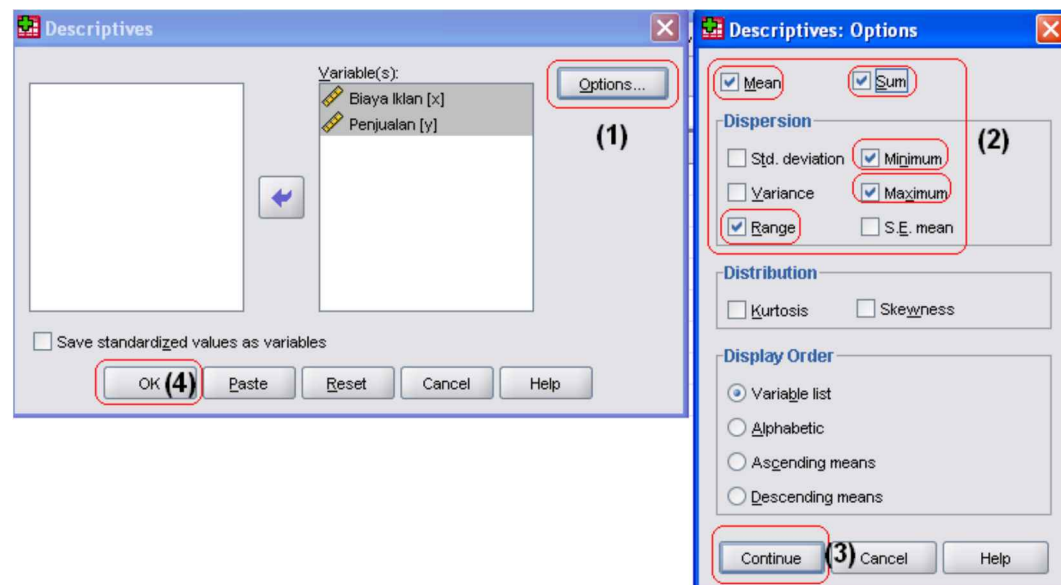 Descriptives
Variable(s):
Biaya Iklan [x]
Penjualan [y]
Options...
(1)
Save standardized values as variables
OK (4) Paste Reset Cancel Help
Descriptives: Options
Mean Sum
Dispersion
(2)
Std. deviation Minimum
Variance Maximum
Range S.E. mean
Distribution
Kurtosis Skewness
Display Order
Variable list
Alphabetic
Ascending means
Descending means
Continue (3) Cancel Help